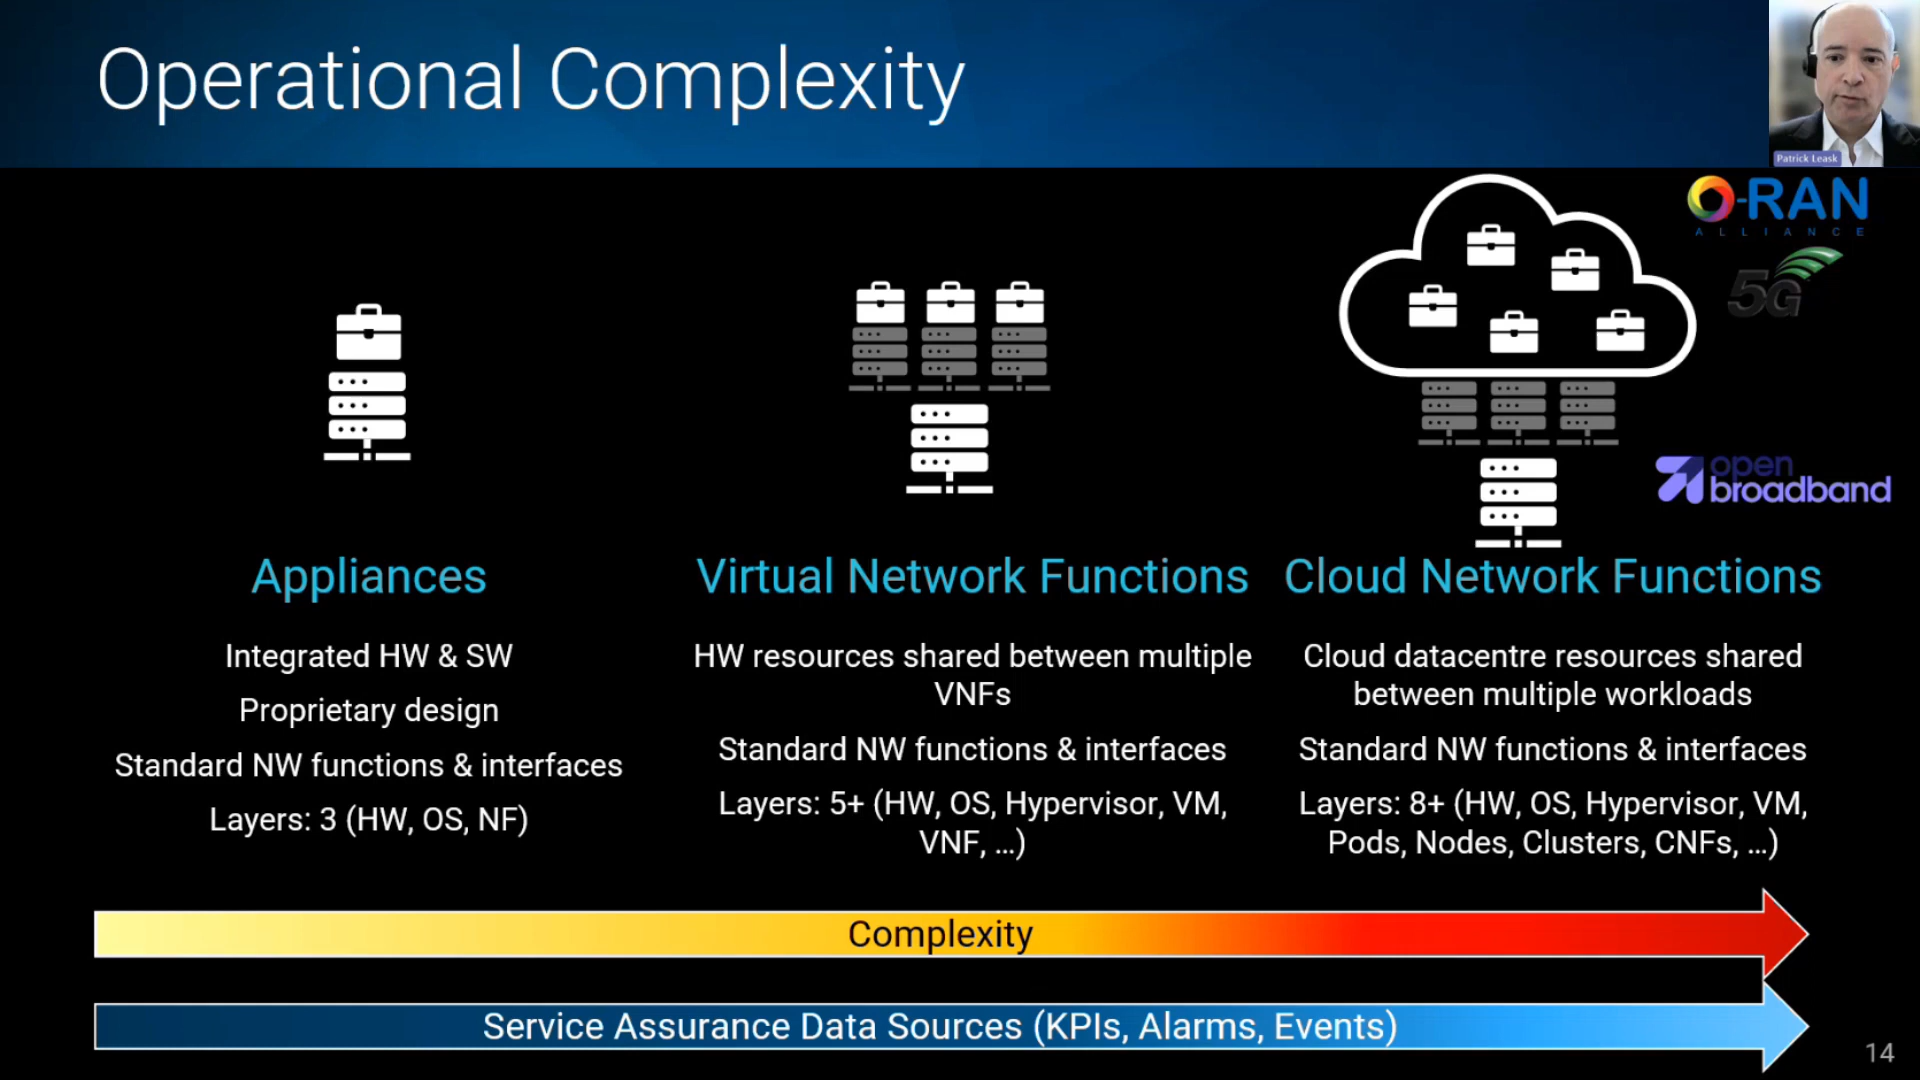 Operational Complexity
Patrick Leask
O-RAN
ALLIANCE
5G
open
broadband
Appliances
Integrated HW & SW
Proprietary design
Standard NW functions & interfaces
Layers: 3 (HW, OS, NF)
Virtual Network Functions
HW resources shared between multiple
VNFs
Standard NW functions & interfaces
Layers: 5+ (HW, OS, Hypervisor, VM,
VNF, ...)
Cloud Network Functions
Cloud datacentre resources shared
between multiple workloads
Standard NW functions & interfaces
Layers: 8+ (HW, OS, Hypervisor, VM,
Pods, Nodes, Clusters, CNFs, ...)
Complexity
Service Assurance Data Sources (KPIs, Alarms, Events)
14